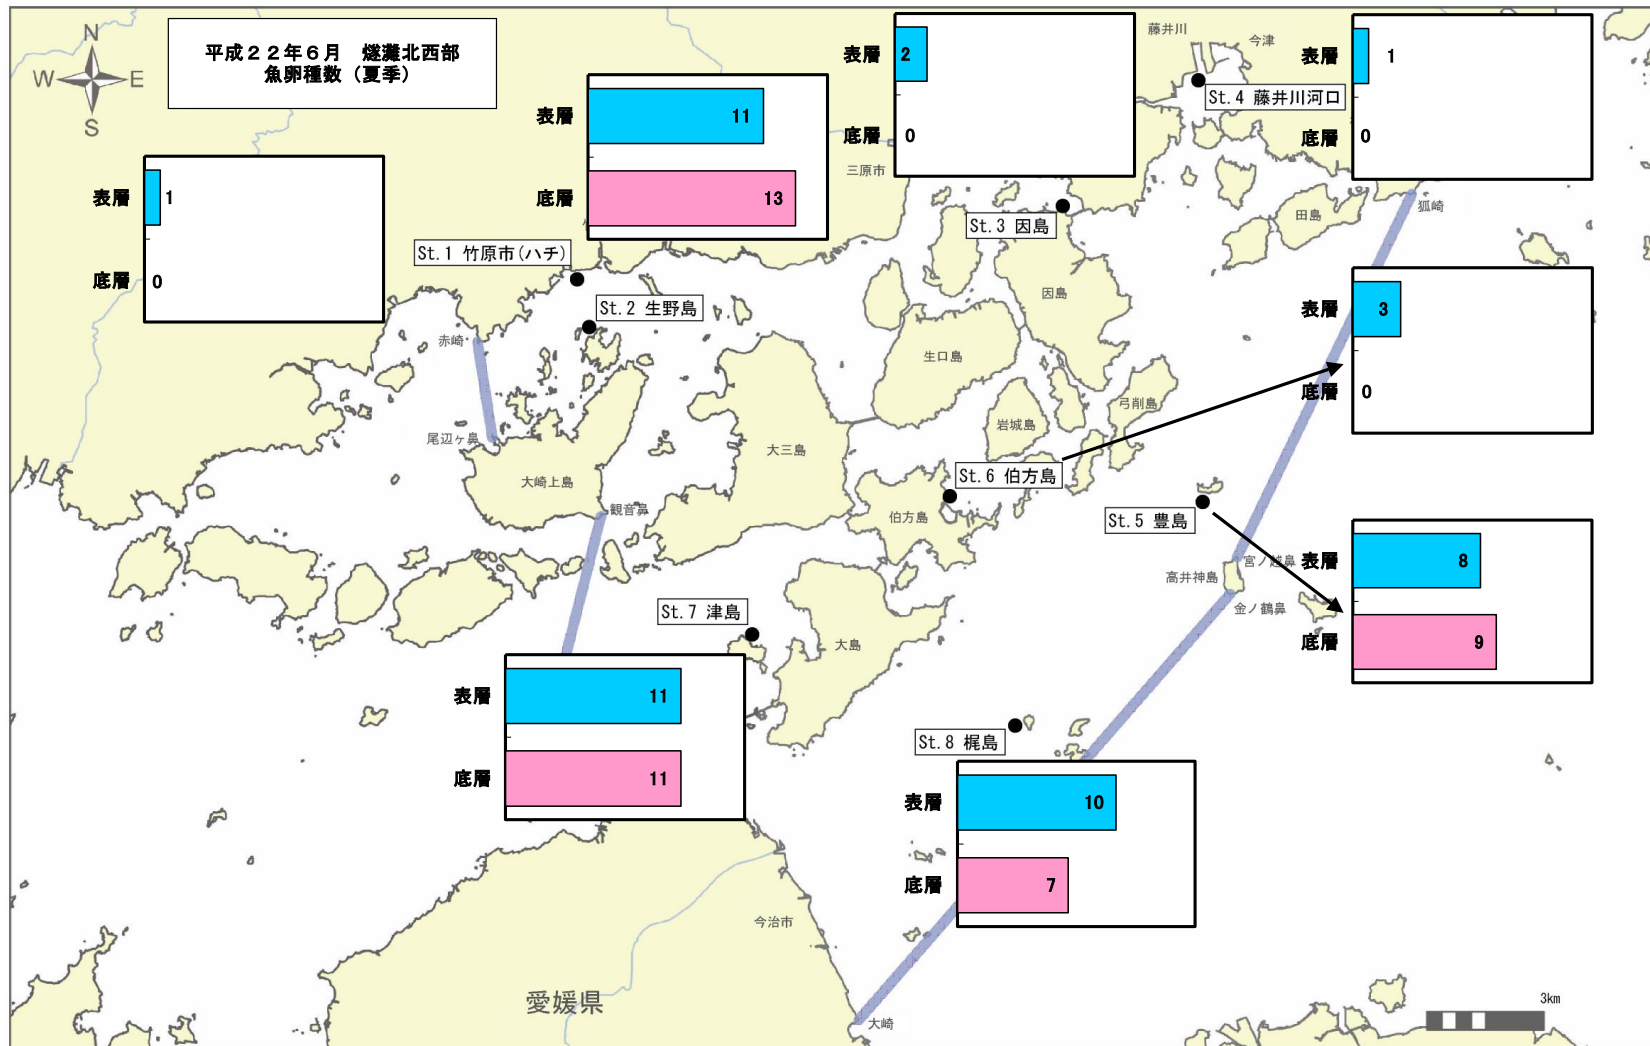 平成２２年６月　燧灘北西部
魚卵種数（夏季）
N
W
E
S
藤井川
今津
表層
2
底層
0
表層
1
底層
0
St.4 藤井川河口
表層
11
底層
13
三原市
表層
1
底層
0
St.3 因島
田島
狐崎
St.1 竹原市(ハチ)
St.2 生野島
赤崎
因島
表層
3
底層
0
生口島
弓削島
岩城島
尾辺ヶ鼻
大三島
大崎上島
St.6 伯方島
観音鼻
伯方島
St.5 豊島
表層
8
底層
9
宮ノ越鼻
高井神島
金ノ鶴鼻
St.7 津島
大島
表層
11
底層
11
St.8 梶島
表層
10
底層
7
今治市
愛媛県
大崎
3km